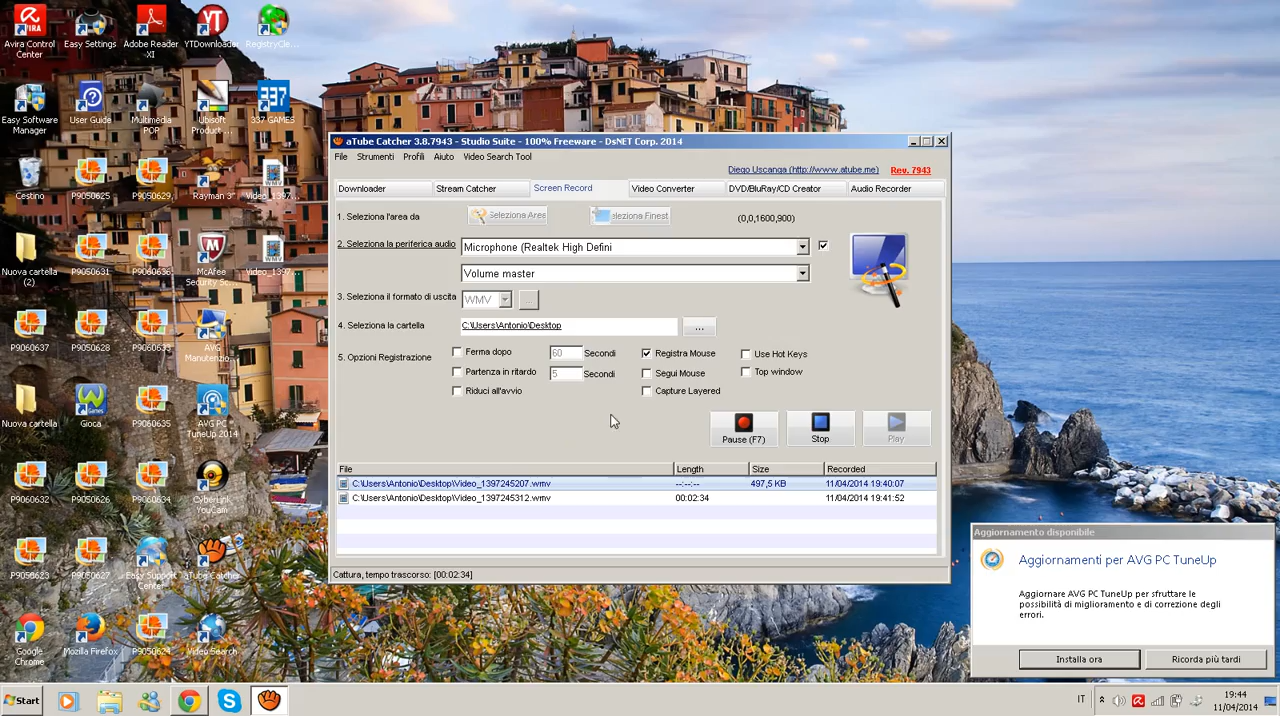 Avira Control Center
Easy Settings
Adobe Reader XI
YTDownloader
RegistryCle...
Easy Software Manager
User Guide
Multimedia POP
Ubisoft Product ...
337 GAMES
337
Cestino
P9050625
P9050629
Rayman 3"
Video_1397...
Nuova cartella (2)
P9050631
P9060636
McAfee Security Sc...
Video_1397...
P9060637
P9050628
P9060633
AVG Manutenzio...
Nuova cartella
Gioca
P9060635
AVG PC TuneUp 2014
P9060632
P9050626
P9060634
CyberLink YouCam
P9050623
P9050627
Easy Support Center
aTube Catcher
Google Chrome
Mozilla Firefox
P9050624
Video Search
aTube Catcher 3.8.7943 - Studio Suite - 100% Freeware - DsNET Corp. 2014
File Strumenti Profili Aiuto Video Search Tool
Diego Uscanga (http://www.atube.me) Rev. 7943
Downloader Stream Catcher Screen Record Video Converter DVD/BluRay/CD Creator Audio Recorder
1. Seleziona l'area da Seleziona Area eleziona Finest (0,0,1600,900)
2. Seleziona la periferica audio Microphone (Realtek High Defini
Volume master
3. Seleziona il formato di uscita WMV ...
4. Seleziona la cartella C:\Users\Antonio\Desktop ...
5. Opzioni Registrazione
Ferma dopo 60 Secondi Registra Mouse Use Hot Keys
Partenza in ritardo 5 Secondi Segui Mouse Top window
Riduci all'avvio Capture Layered
Pause (F7) Stop Play
File Length Size Recorded
C:\Users\Antonio\Desktop\Video_1397245207.wmv --:--:-- 497,5 KB 11/04/2014 19:40:07
C:\Users\Antonio\Desktop\Video_1397245312.wmv 00:02:34 11/04/2014 19:41:52
Cattura, tempo trascorso: [00:02:34]
Aggiornamento disponibile
Aggiornamenti per AVG PC TuneUp
Aggiornare AVG PC TuneUp per sfruttare le
possibilità di miglioramento e di correzione degli
errori.
Installa ora Ricorda più tardi
Start IT 19:44
11/04/2014